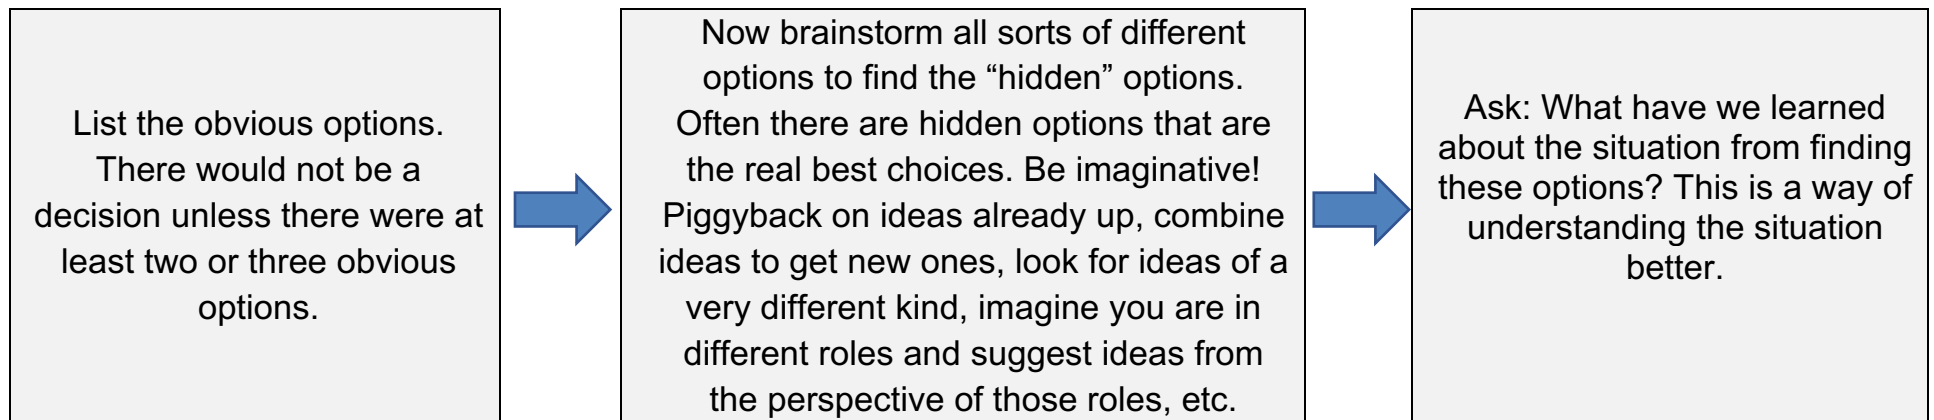 List the obvious options.
There would not be a
decision unless there were at
least two or three obvious
options.
Now brainstorm all sorts of different
options to find the “hidden” options.
Often there are hidden options that are
the real best choices. Be imaginative!
Piggyback on ideas already up, combine
ideas to get new ones, look for ideas of a
very different kind, imagine you are in
different roles and suggest ideas from
the perspective of those roles, etc.
Ask: What have we learned
about the situation from finding
these options? This is a way of
understanding the situation
better.